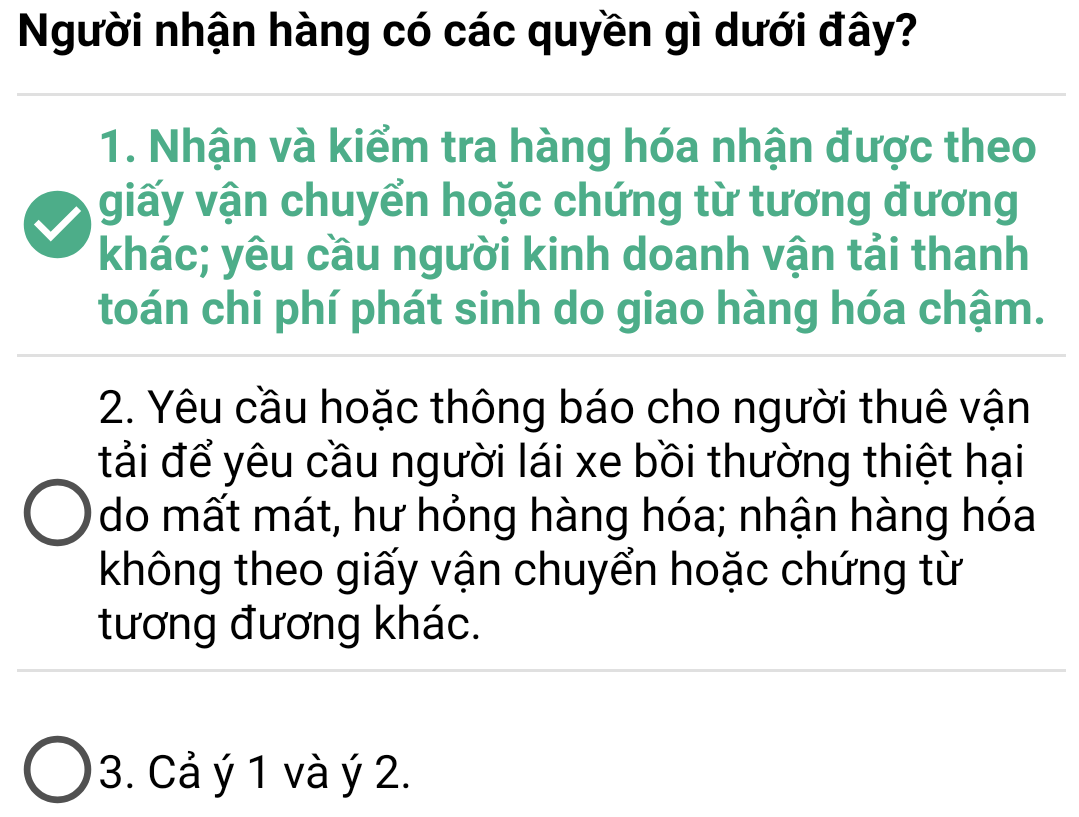 Người nhận hàng có các quyền gì dưới đây?
1. Nhận và kiểm tra hàng hóa nhận được theo
giấy vận chuyển hoặc chứng từ tương đương
khác; yêu cầu người kinh doanh vận tải thanh
toán chi phí phát sinh do giao hàng hóa chậm.
2. Yêu cầu hoặc thông báo cho người thuê vận
tải để yêu cầu người lái xe bồi thường thiệt hại
do mất mát, hư hỏng hàng hóa; nhận hàng hóa
không theo giấy vận chuyển hoặc chứng từ
tương đương khác.
3. Cả ý 1 và ý 2.